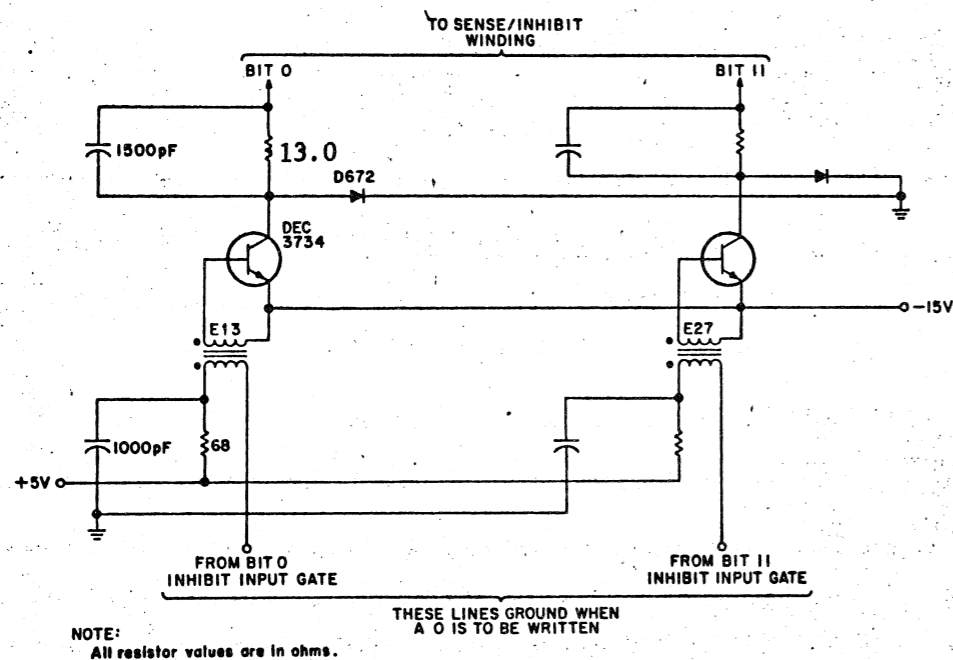 TO SENSE/INHIBIT
WINDING
BIT 0
BIT 11
1500pF
13.0
D672
DEC
3734
-15V
E13
E27
1000pF
68
+5V
FROM BIT 0
INHIBIT INPUT GATE
FROM BIT 11
INHIBIT INPUT GATE
THESE LINES GROUND WHEN
A 0 IS TO BE WRITTEN
NOTE:
All resistor values are in ohms.